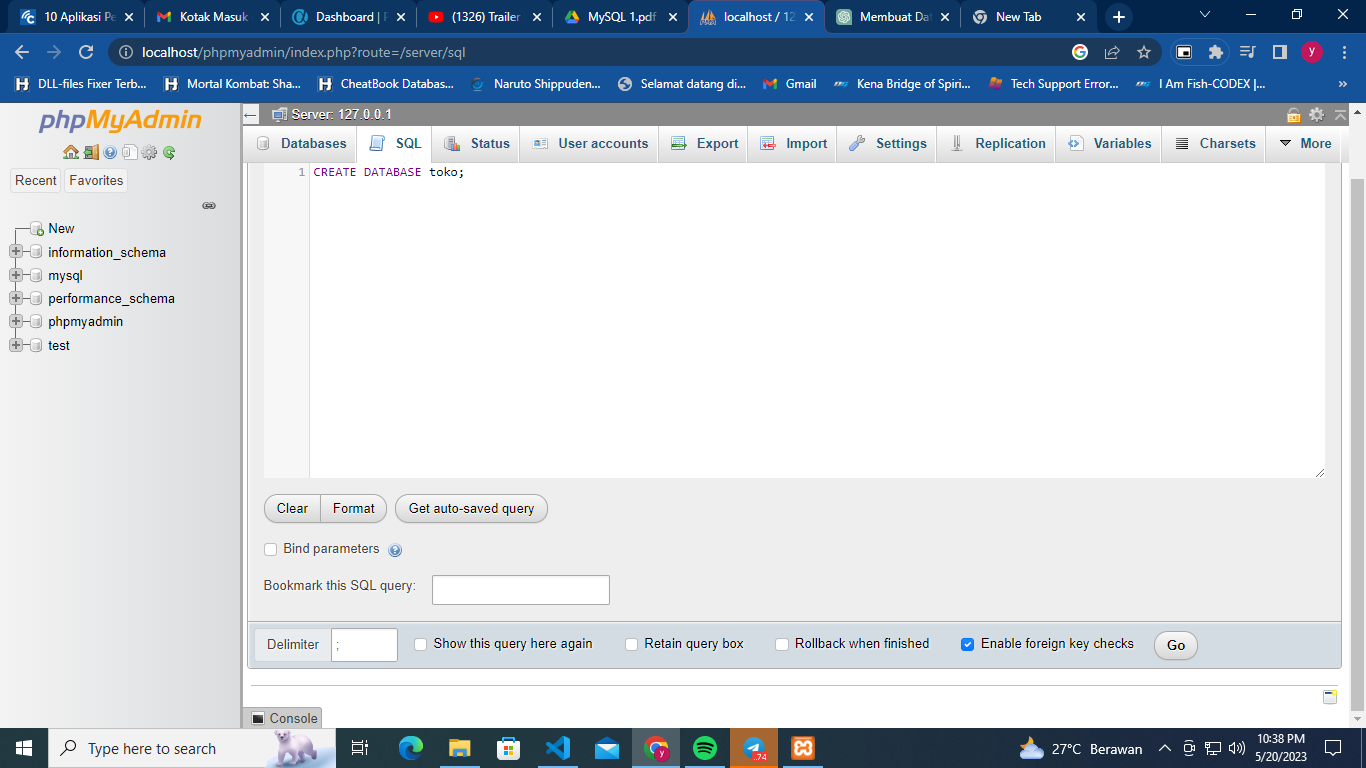 10 Aplikasi Pe
Kotak Masuk
Dashboard | F
(1326) Trailer
MySQL 1.pdf
localhost / 12
Membuat Dat
New Tab
localhost/phpmyadmin/index.php?route=/server/sql
y
DLL-files Fixer Terb...
Mortal Kombat: Sha...
CheatBook Databas...
Naruto Shippuden...
Selamat datang di...
Gmail
Kena Bridge of Spiri...
Tech Support Error...
I Am Fish-CODEX |...
»
phpMyAdmin
Recent
Favorites
New
information_schema
mysql
performance_schema
phpmyadmin
test
Server: 127.0.0.1
Databases
SQL
Status
User accounts
Export
Import
Settings
Replication
Variables
Charsets
More
1 CREATE DATABASE toko;
Clear
Format
Get auto-saved query
Bind parameters
Bookmark this SQL query:
Delimiter
;
Show this query here again
Retain query box
Rollback when finished
Enable foreign key checks
Go
Console
Type here to search
y
74
27°C Berawan
10:38 PM
5/20/2023